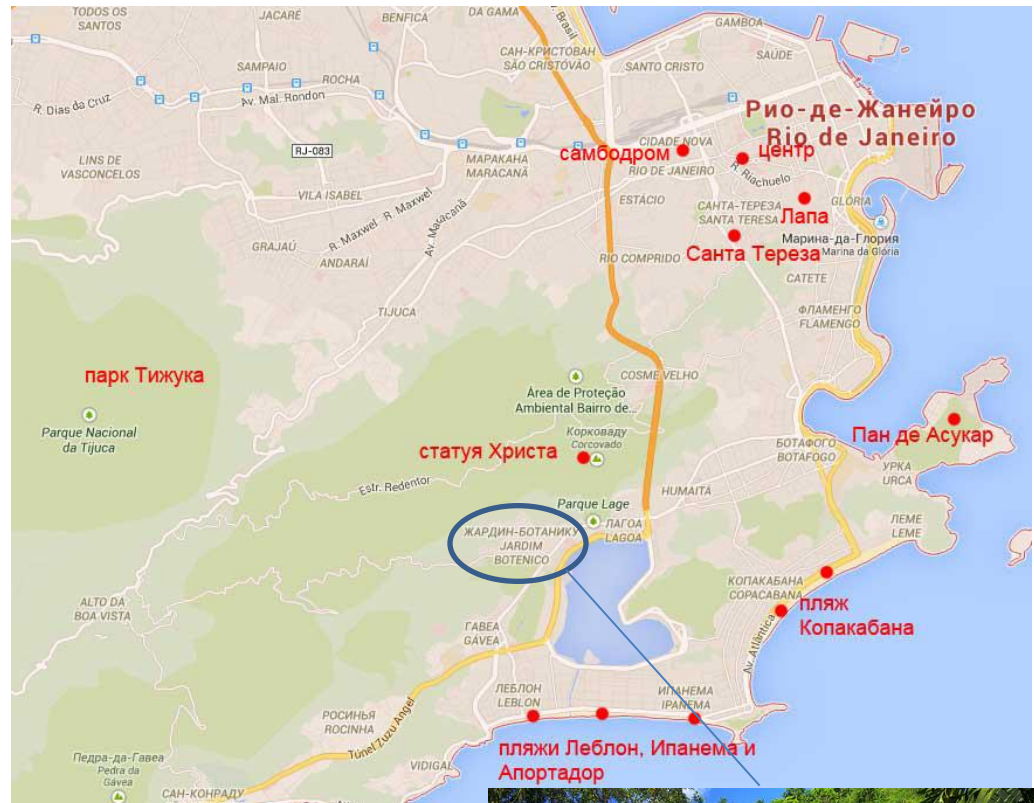 TODOS OS
SANTOS
JACARÉ
BENFICA
DA GAMA
Av. Brasil
GAMBOA
САН-КРИСТОВАН
SÃO CRISTÓVÃO
SANTO CRISTO
SAÚDE
SAMPAIO
ROCHA
R. Dias da Cruz
Av. Mal. Rondon
Рио-де-Жанейро
Rio de Janeiro
RJ-083
МАРАКАНА
MARACANÃ
самбодром
CIDADE NOVA
RIO DE JANEIRO
центр
R. Riachuelo
LINS DE
VASCONCELOS
VILA ISABEL
R. Maxwel
R. Maxwel
Av. Maracanã
ESTÁCIO
САНТА-ТЕРЕЗА
SANTA TERESA
Лапа
GLÓRIA
GRAJAÚ
ANDARAÍ
RIO COMPRIDO
Санта Тереза
Марина-да-Глория
Marina da Glória
CATETE
TIJUCA
ФЛАМЕНГО
FLAMENGO
парк Тижука
COSME VELHO
Área de Proteção
Ambiental Bairro de...
Parque Nacional
da Tijuca
статуя Христа
Корковаду
Corcovado
Пан де Асукар
БОТАФОГО
BOTAFOGO
УРКА
URCA
Estr. Redentor
HUMAITÁ
Parque Lage
ЛАГОА
LAGOA
ЛЕМЕ
LEME
ЖАРДИН-БОТАНИКУ
JARDIM
BOTENICO
КОПАКАБАНА
COPACABANA
ALTO DA
BOA VISTA
пляж
Копакабана
Av. Atlântica
ГАВЕА
GÁVEA
ЛЕБЛОН
LEBLON
ИПАНЕМА
IPANEMA
РОСИНЬЯ
ROCINHA
Túnel Zuzu Angel
пляжи Леблон, Ипанема и
Апортадор
Педра-да-Гавеа
Pedra da
Gávea
VIDIGAL
САН-КОНРАДУ